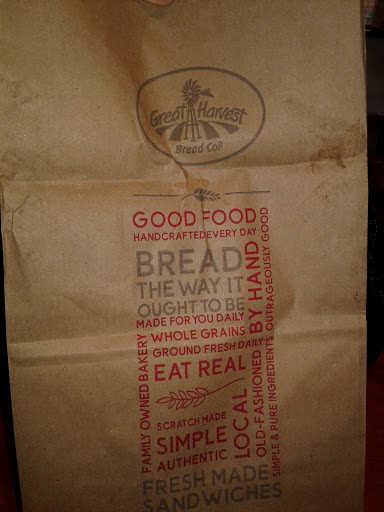 Great Harvest
Bread Co.
GOOD FOOD
HANDCRAFTED EVERY DAY
BREAD
THE WAY IT
OUGHT TO BE
MADE FOR YOU DAILY
WHOLE GRAINS
GROUND FRESH DAILY
EAT REAL
SCRATCH MADE
SIMPLE
AUTHENTIC
FAMILY OWNED BAKERY
LOCAL
OLD-FASHIONED
BY HAND
SIMPLE & PURE INGREDIENTS
OUTRAGEOUSLY GOOD
FRESH MADE
SANDWICHES